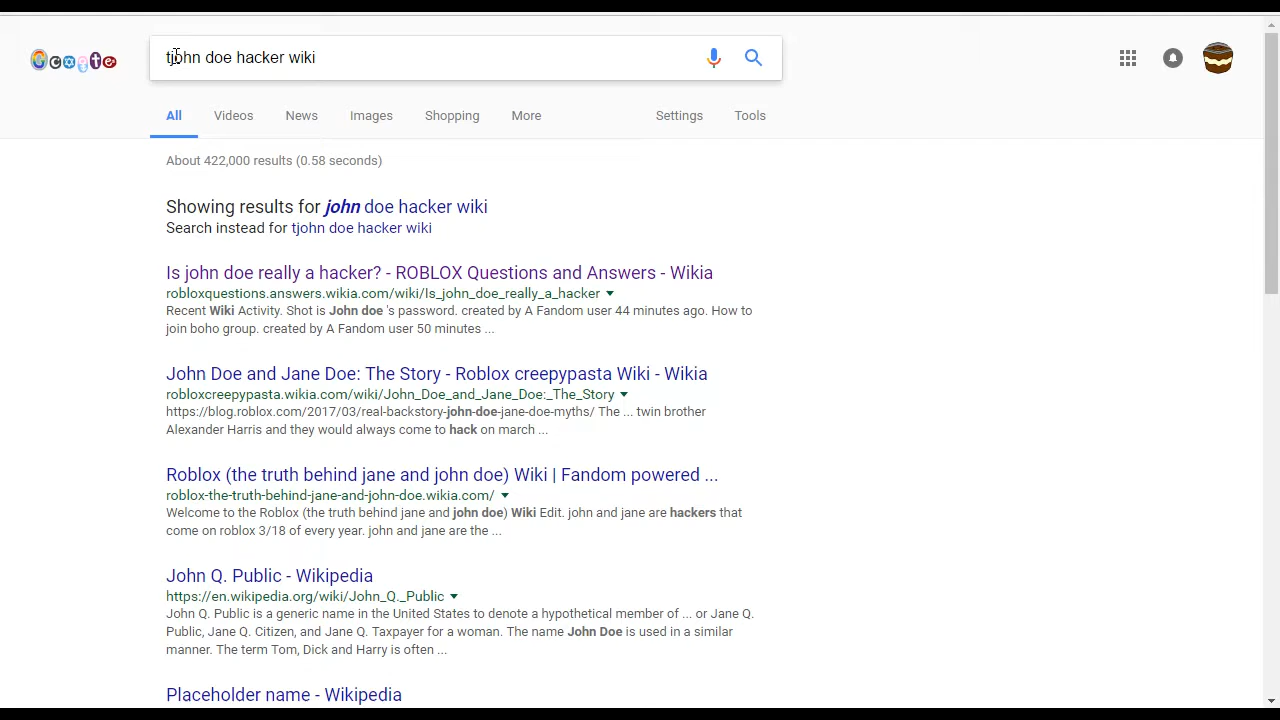 tjohn doe hacker wiki
All Videos News Images Shopping More Settings Tools
About 422,000 results (0.58 seconds)
Showing results for john doe hacker wiki
Search instead for tjohn doe hacker wiki
Is john doe really a hacker? - ROBLOX Questions and Answers - Wikia
robloxquestions.answers.wikia.com/wiki/Is_john_doe_really_a_hacker
Recent Wiki Activity. Shot is John doe 's password. created by A Fandom user 44 minutes ago. How to
join boho group. created by A Fandom user 50 minutes ...
John Doe and Jane Doe: The Story - Roblox creepypasta Wiki - Wikia
robloxcreepypasta.wikia.com/wiki/John_Doe_and_Jane_Doe:_The_Story
https://blog.roblox.com/2017/03/real-backstory-john-doe-jane-doe-myths/ The ... twin brother
Alexander Harris and they would always come to hack on march ...
Roblox (the truth behind jane and john doe) Wiki | Fandom powered ...
roblox-the-truth-behind-jane-and-john-doe.wikia.com/
Welcome to the Roblox (the truth behind jane and john doe) Wiki Edit. john and jane are hackers that
come on roblox 3/18 of every year. john and jane are the ...
John Q. Public - Wikipedia
https://en.wikipedia.org/wiki/John_Q._Public
John Q. Public is a generic name in the United States to denote a hypothetical member of ... or Jane Q.
Public, Jane Q. Citizen, and Jane Q. Taxpayer for a woman. The name John Doe is used in a similar
manner. The term Tom, Dick and Harry is often ...
Placeholder name - Wikipedia